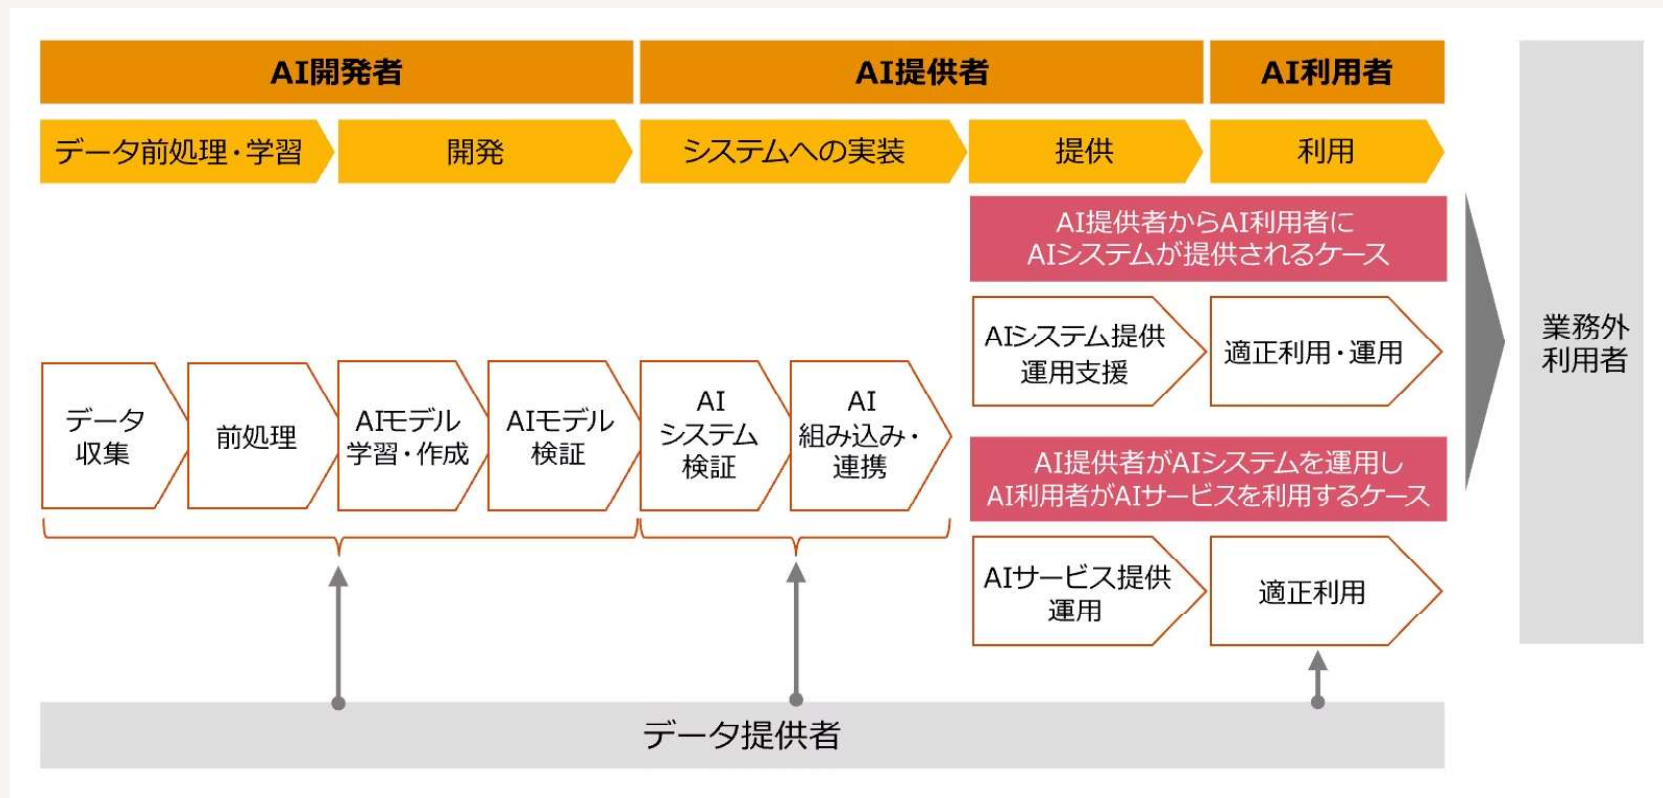 AI開発者
AI提供者
AI利用者
データ前処理・学習
開発
システムへの実装
提供
利用
AI提供者からAI利用者に
AIシステムが提供されるケース
AIシステム提供
運用支援
適正利用・運用
データ
収集
前処理
AIモデル
学習・作成
AIモデル
検証
AI
システム
検証
AI
組み込み・
連携
AI提供者がAIシステムを運用し
AI利用者がAIサービスを利用するケース
AIサービス提供
運用
適正利用
業務外
利用者
データ提供者